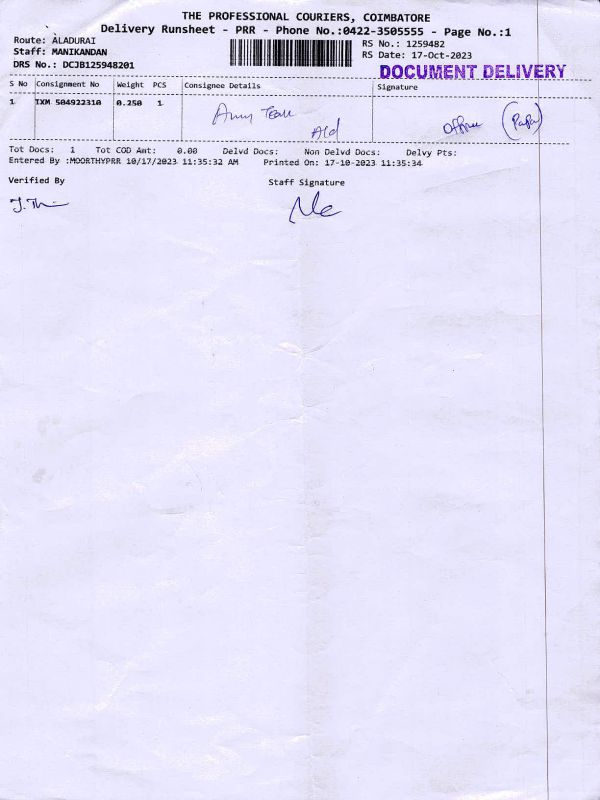 THE PROFESSIONAL COURIERS, COIMBATORE
Delivery Runsheet - PRR - Phone No.:0422-3505555 - Page No.:1
Route: ALADURAI
RS No.: 1259482
Staff: MANIKANDAN
RS Date: 17-Oct-2023
DRS No.: DCJB125948201
DOCUMENT DELIVERY
S No Consignment No Weight PCS Consignee Details Signature
1 IXM 504922310 0.250 1
Office (Papa)
Tot Docs: 1 Tot COD Amt: 0.00 Delvd Docs: Non Delvd Docs: Delvy Pts:
Entered By :MOORTHYPRR 10/17/2023 11:35:32 AM Printed On: 17-10-2023 11:35:34
Verified By Staff Signature